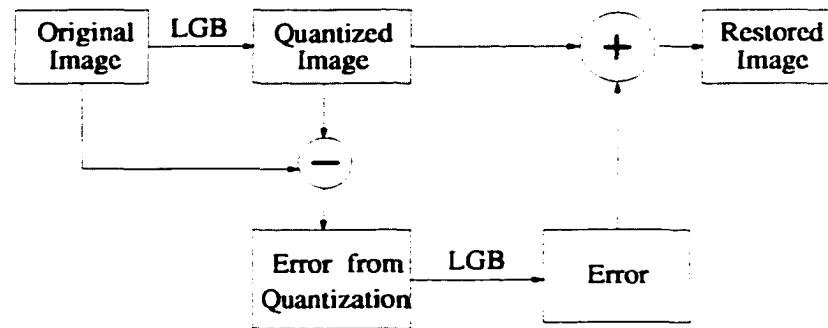 Original
Image
LGB
Quantized
Image
+
Restored
Image
−
Error from
Quantization
LGB
Error